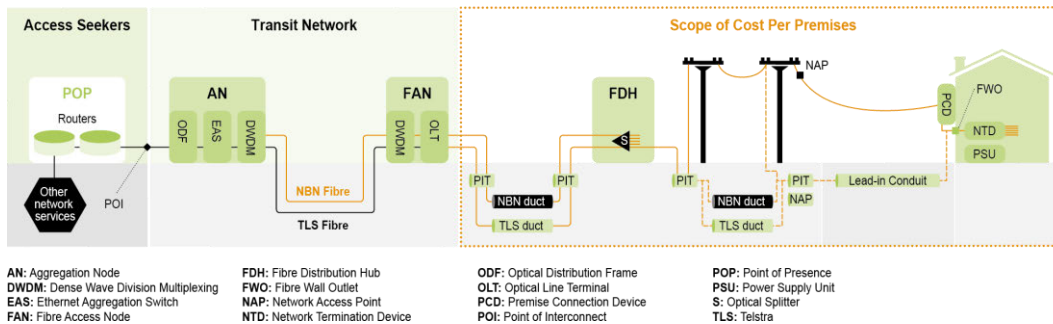 Access Seekers
Transit Network
Scope of Cost Per Premises
POP
Routers
Other
network
services
POI
AN
ODF
EAS
DWDM
NBN Fibre
TLS Fibre
FAN
DWDM
OLT
PIT
PIT
NBN duct
TLS duct
FDH
S
PIT
NBN duct
TLS duct
NAP
PIT
NAP
Lead-in Conduit
PCD
FWO
NTD
PSU
AN: Aggregation Node
DWDM: Dense Wave Division Multiplexing
EAS: Ethernet Aggregation Switch
FAN: Fibre Access Node
FDH: Fibre Distribution Hub
FWO: Fibre Wall Outlet
NAP: Network Access Point
NTD: Network Termination Device
ODF: Optical Distribution Frame
OLT: Optical Line Terminal
PCD: Premise Connection Device
POI: Point of Interconnect
POP: Point of Presence
PSU: Power Supply Unit
S: Optical Splitter
TLS: Telstra